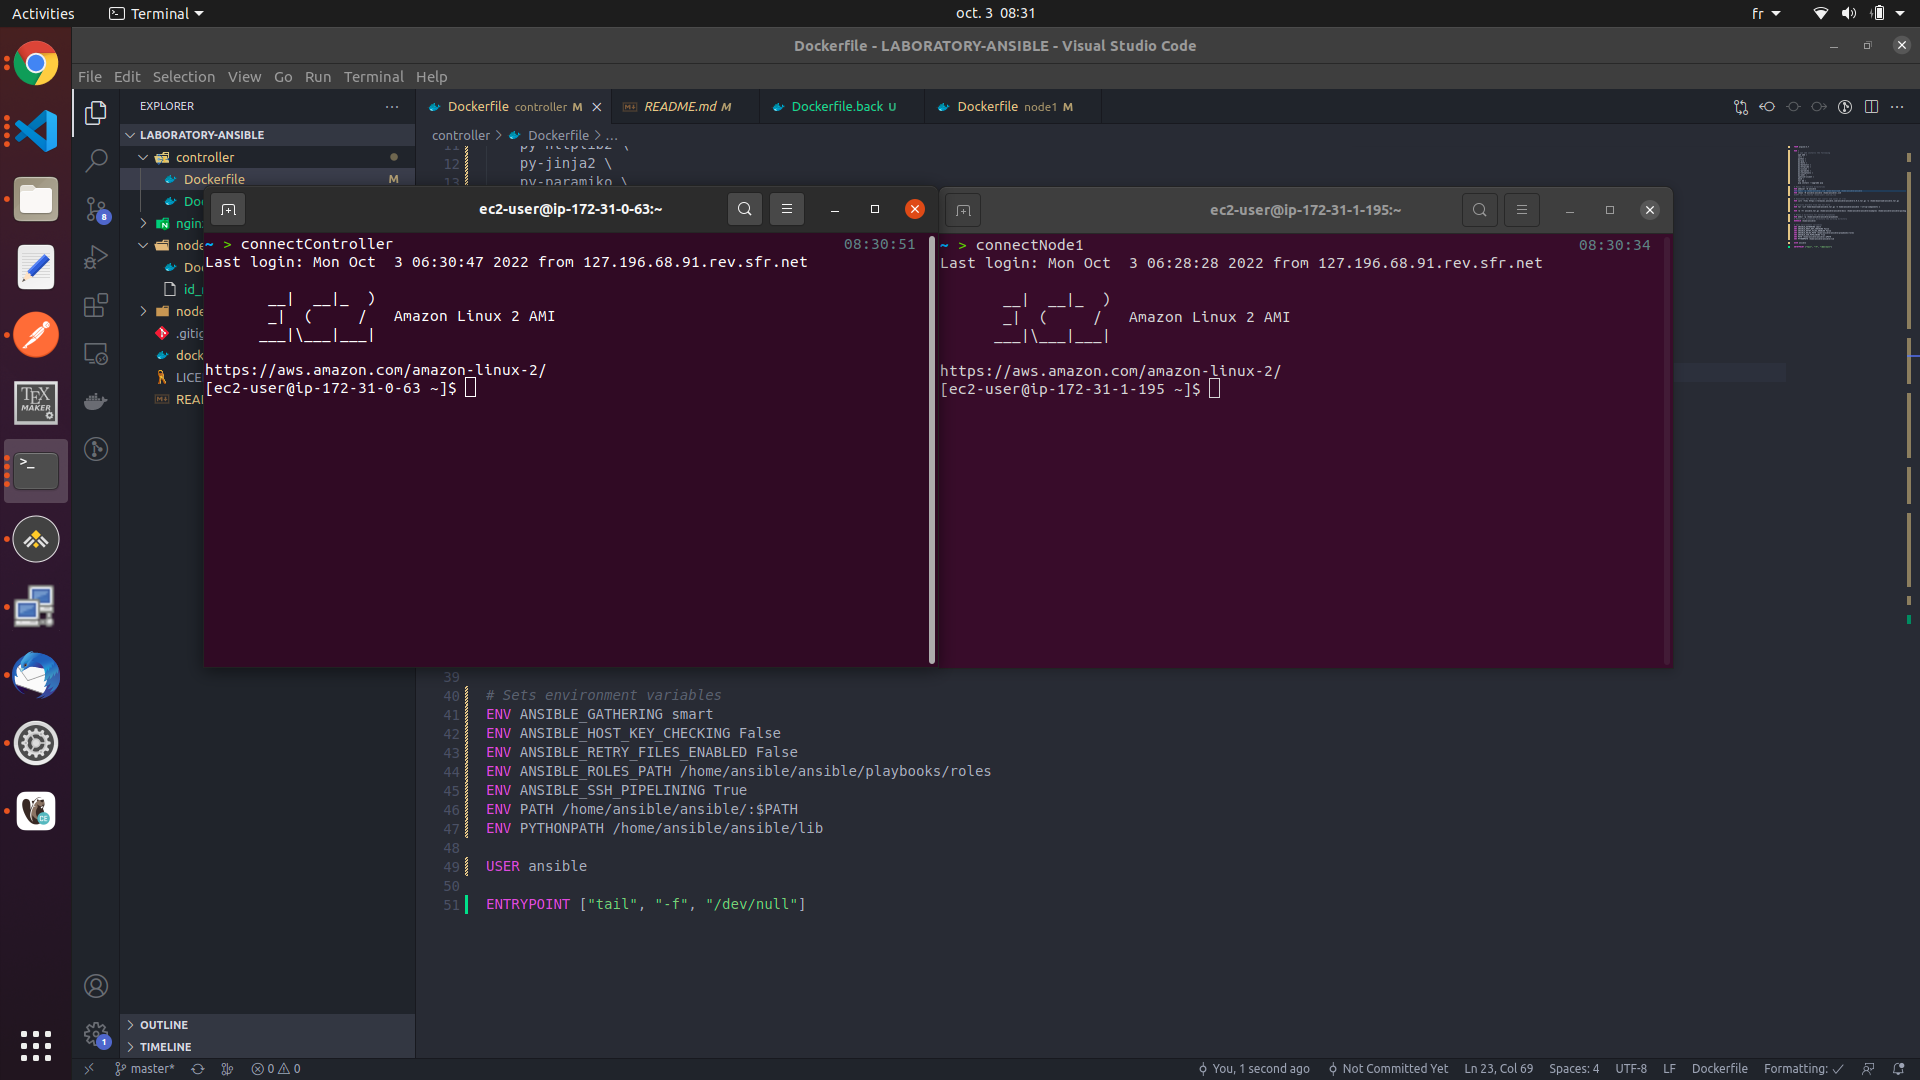 Activities
Terminal
oct. 3 08:31
fr
Dockerfile - LABORATORY-ANSIBLE - Visual Studio Code
File Edit Selection View Go Run Terminal Help
EXPLORER
LABORATORY-ANSIBLE
controller
Dockerfile M
nginx
node
id_
node
.gitig
dock
LICE
REA
8
1
TEX
MAKER
CE
OUTLINE
TIMELINE
Dockerfile controller M
README.md M
Dockerfile.back U
Dockerfile node1 M
controller > Dockerfile > ...
11 py-httplib2 \
12 py-jinja2 \
13 py-paramiko \
ec2-user@ip-172-31-0-63:~
~ > connectController 08:30:51
Last login: Mon Oct  3 06:30:47 2022 from 127.196.68.91.rev.sfr.net
       __|  __|_  )
       _|  (     /   Amazon Linux 2 AMI
      ___|\___|___|
https://aws.amazon.com/amazon-linux-2/
[ec2-user@ip-172-31-0-63 ~]$
ec2-user@ip-172-31-1-195:~
~ > connectNode1 08:30:34
Last login: Mon Oct  3 06:28:28 2022 from 127.196.68.91.rev.sfr.net
       __|  __|_  )
       _|  (     /   Amazon Linux 2 AMI
      ___|\___|___|
https://aws.amazon.com/amazon-linux-2/
[ec2-user@ip-172-31-1-195 ~]$
39
40 # Sets environment variables
41 ENV ANSIBLE_GATHERING smart
42 ENV ANSIBLE_HOST_KEY_CHECKING False
43 ENV ANSIBLE_RETRY_FILES_ENABLED False
44 ENV ANSIBLE_ROLES_PATH /home/ansible/ansible/playbooks/roles
45 ENV ANSIBLE_SSH_PIPELINING True
46 ENV PATH /home/ansible/ansible/:$PATH
47 ENV PYTHONPATH /home/ansible/ansible/lib
48
49 USER ansible
50
51 ENTRYPOINT ["tail", "-f", "/dev/null"]
master* 0 0
You, 1 second ago Not Committed Yet Ln 23, Col 69 Spaces: 4 UTF-8 LF Dockerfile Formatting: ✓